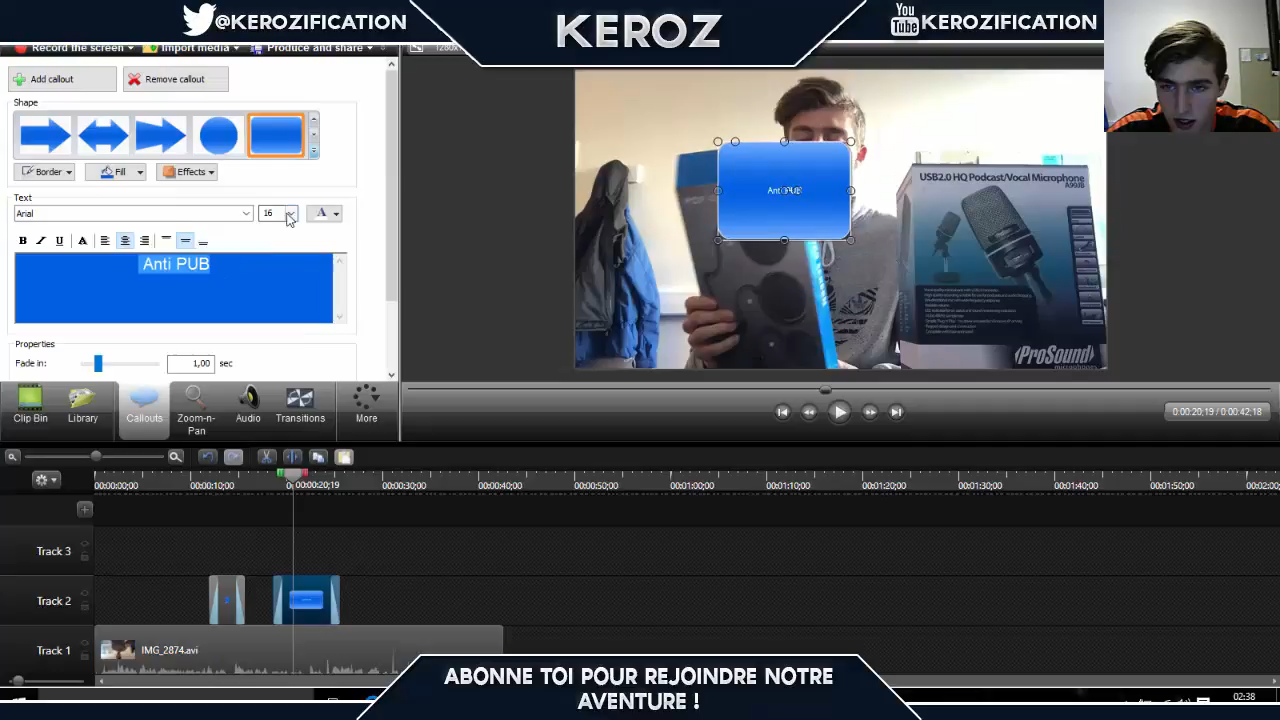 @KEROZIFICATION
KEROZ
You
Tube
KEROZIFICATION
Record the screen
Import media
Produce and share
Add callout
Remove callout
Shape
Border
Fill
Effects
Text
Arial
16
A
B
I
U
A
Anti PUB
Properties
Fade in:
1,00
sec
Anti PUB
USB2.0 HQ Podcast/Vocal Microphone
iProSound
microphones
Clip Bin
Library
Callouts
Zoom-n-
Pan
Audio
Transitions
More
0:00:20,19 / 0:00:42,18
00:00:00;00
00:00:10;00
0:00:20;19
00:00:30;00
00:00:40;00
00:00:50;00
00:01:00;00
00:01:10;00
00:01:20;00
00:01:30;00
00:01:40;00
00:01:50;00
Track 3
Track 2
Track 1
IMG_2874.avi
ABONNE TOI POUR REJOINDRE NOTRE
AVENTURE !
02:38